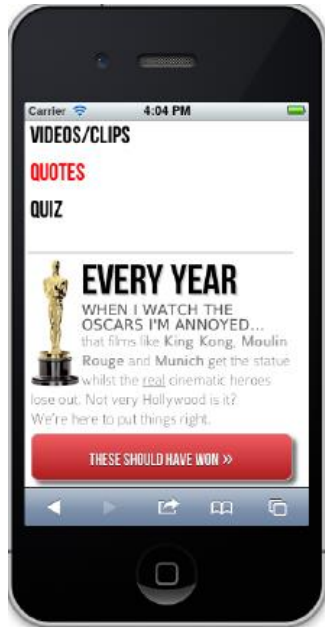 Carrier 4:04 PM
VIDEOS/CLIPS
QUOTES
QUIZ
EVERY YEAR
WHEN I WATCH THE
OSCARS I'M ANNOYED...
that films like King Kong, Moulin
Rouge and Munich get the statue
whilst the real cinematic heroes
lose out. Not very Hollywood is it?
We're here to put things right.
THESE SHOULD HAVE WON »